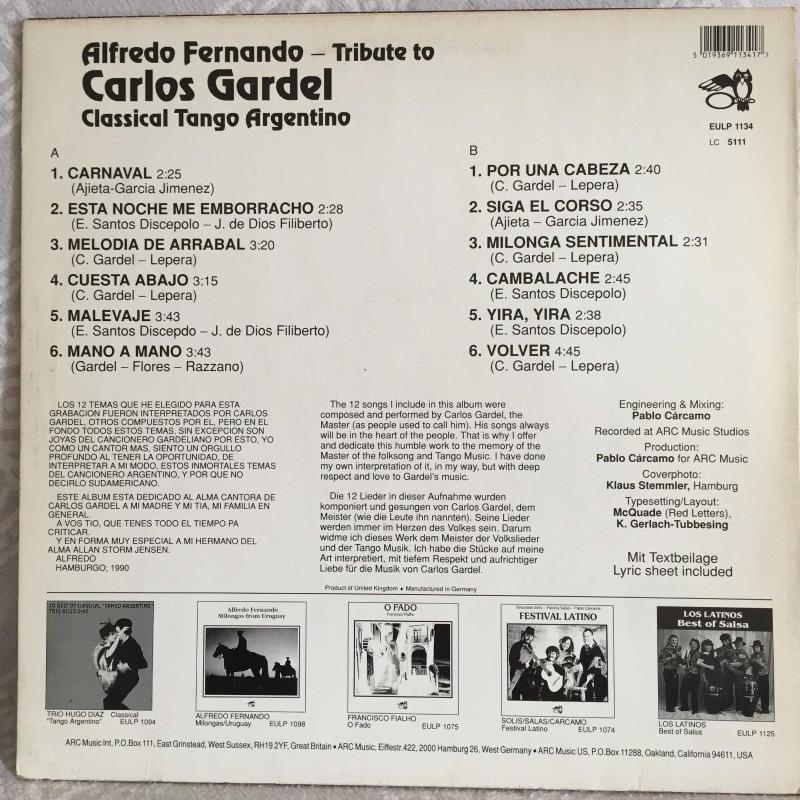 Alfredo Fernando – Tribute to
Carlos Gardel
Classical Tango Argentino
5 019369 113417
EULP 1134
LC 5111
A
1. CARNAVAL 2:25
(Ajieta-Garcia Jimenez)
2. ESTA NOCHE ME EMBORRACHO 2:28
(E. Santos Discepolo – J. de Dios Filiberto)
3. MELODIA DE ARRABAL 3:20
(C. Gardel – Lepera)
4. CUESTA ABAJO 3:15
(C. Gardel – Lepera)
5. MALEVAJE 3:43
(E. Santos Discepdo – J. de Dios Filiberto)
6. MANO A MANO 3:43
(Gardel – Flores – Razzano)
B
1. POR UNA CABEZA 2:40
(C. Gardel – Lepera)
2. SIGA EL CORSO 2:35
(Ajieta – Garcia Jimenez)
3. MILONGA SENTIMENTAL 2:31
(C. Gardel – Lepera)
4. CAMBALACHE 2:45
(E. Santos Discepolo)
5. YIRA, YIRA 2:38
(E. Santos Discepolo)
6. VOLVER 4:45
(C. Gardel – Lepera)
LOS 12 TEMAS QUE HE ELEGIDO PARA ESTA
GRABACION FUERON INTERPRETADOS POR CARLOS
GARDEL, OTROS COMPUESTOS POR EL, PERO EN EL
FONDO TODOS ESTOS TEMAS, SIN EXCEPCION SON
JOYAS DEL CANCIONERO GARDELIANO POR ESTO, YO
COMO UN CANTOR MAS, SIENTO UN ORGULLO
PROFUNDO AL TENER LA OPORTUNIDAD, DE
INTERPRETAR A MI MODO, ESTOS INMORTALES TEMAS
DEL CANCIONERO ARGENTINO, Y POR QUE NO
DECIRLO SUDAMERICANO.
ESTE ALBUM ESTA DEDICADO AL ALMA CANTORA DE
CARLOS GARDEL A MI MADRE Y MI TIA, MI FAMILIA EN
GENERAL.
A VOS TIO, QUE TENES TODO EL TIEMPO PA
CRITICAR.
Y EN FORMA MUY ESPECIAL A MI HERMANO DEL
ALMA ALLAN STORM JENSEN.
ALFREDO
HAMBURGO; 1990
The 12 songs I include in this album were
composed and performed by Carlos Gardel, the
Master (as people used to call him). His songs always
will be in the heart of the people. That is why I offer
and dedicate this humble work to the memory of the
Master of the folksong and Tango Music. I have done
my own interpretation of it, in my way, but with deep
respect and love to Gardel's music.
Die 12 Lieder in dieser Aufnahme wurden
komponiert und gesungen von Carlos Gardel, dem
Meister (wie die Leute ihn nannten). Seine Lieder
werden immer im Herzen des Volkes sein. Darum
widme ich dieses Werk dem Meister der Volkslieder
und der Tango Musik. Ich habe die Stücke auf meine
Art interpretiert, mit tiefem Respekt und aufrichtiger
Liebe für die Musik von Carlos Gardel.
Engineering & Mixing:
Pablo Cárcamo
Recorded at ARC Music Studios
Production:
Pablo Cárcamo for ARC Music
Coverphoto:
Klaus Stemmler, Hamburg
Typesetting/Layout:
McQuade (Red Letters),
K. Gerlach-Tubbesing
Mit Textbeilage
Lyric sheet included
Product of United Kingdom ♦ Manufactured in Germany
20 BEST OF CLASSICAL "TANGO ARGENTINO"
TRIO HUGO DIAZ
TRIO HUGO DIAZ Classical
"Tango Argentino" EULP 1094
Alfredo Fernando
Milongas from Uruguay
ALFREDO FERNANDO
Milongas/Uruguay EULP 1098
O FADO
Francisco Fialho
FRANCISCO FIALHO
O Fado EULP 1075
FESTIVAL LATINO
SOLIS/SALAS/CARCAMO
Festival Latino EULP 1074
LOS LATINOS
Best of Salsa
LOS LATINOS
Best of Salsa EULP 1125
ARC Music Int, P.O.Box 111, East Grinstead, West Sussex, RH19 2YF, Great Britain • ARC Music, Eiffestr.422, 2000 Hamburg 26, West Germany • ARC Music US, P.O.Box 11288, Oakland, California 94611, USA